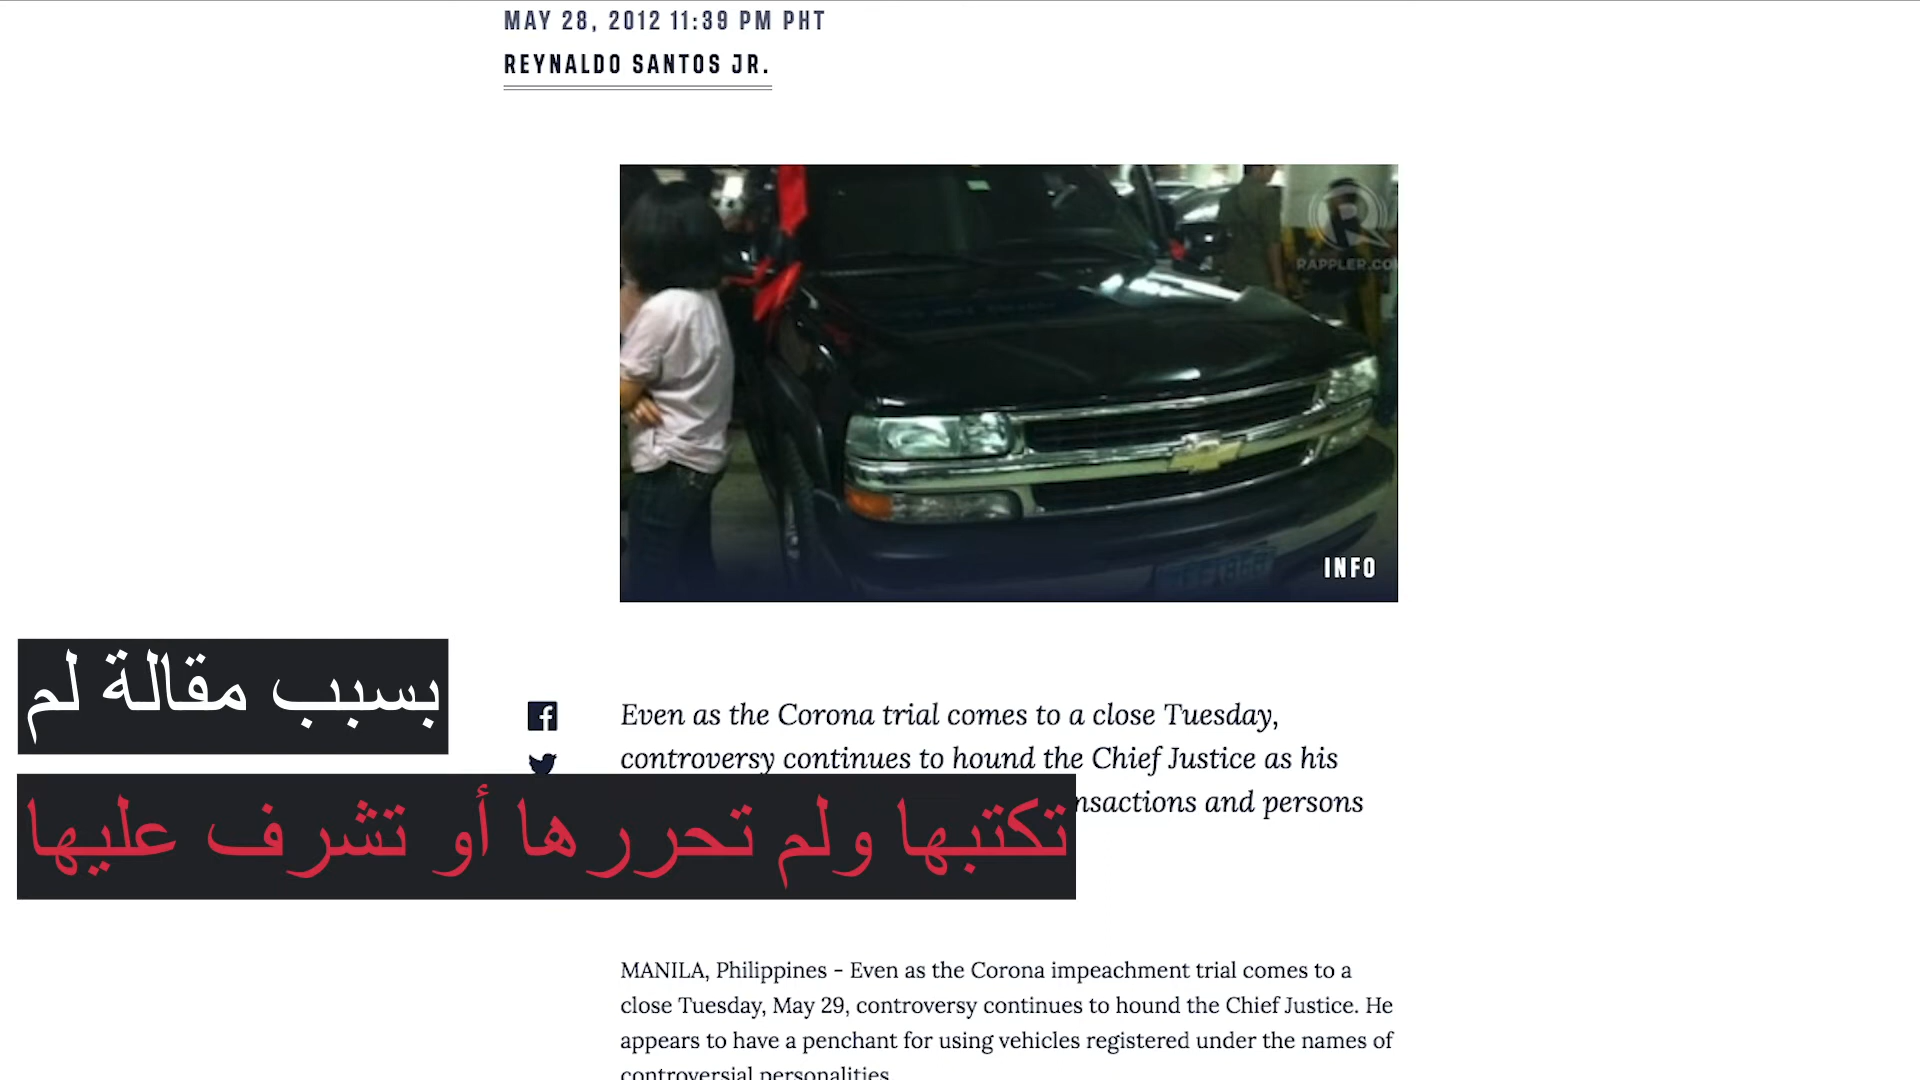 MAY 28, 2012 11:39 PM PHT
REYNALDO SANTOS JR.
RAPPLER.CO
INFO
بسبب مقالة لم
تكتبها ولم تحررها أو تشرف عليها
Even as the Corona trial comes to a close Tuesday,
controversy continues to hound the Chief Justice as his
nsactions and persons
MANILA, Philippines - Even as the Corona impeachment trial comes to a
close Tuesday, May 29, controversy continues to hound the Chief Justice. He
appears to have a penchant for using vehicles registered under the names of
controversial personalities.